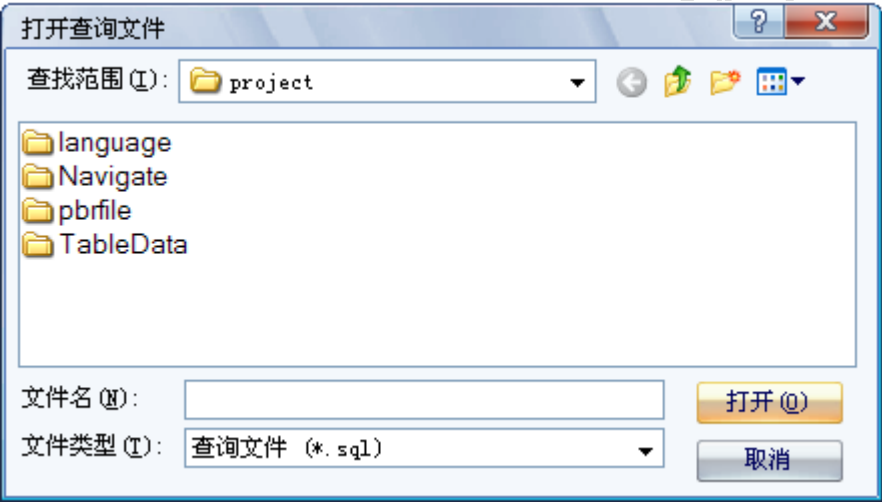 打开查询文件
查找范围(I): project
language
Navigate
pbrfile
TableData
文件名(N):
打开(O)
文件类型(T): 查询文件 (*.sql)
取消